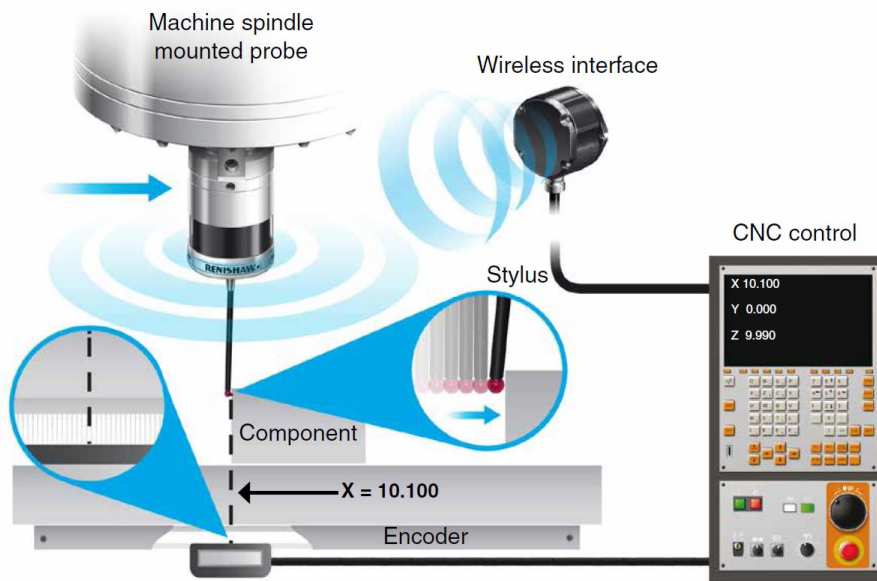 Machine spindle
mounted probe
Wireless interface
RENISHAW
Stylus
CNC control
X 10.100
Y 0.000
Z 9.990
Component
X = 10.100
Encoder